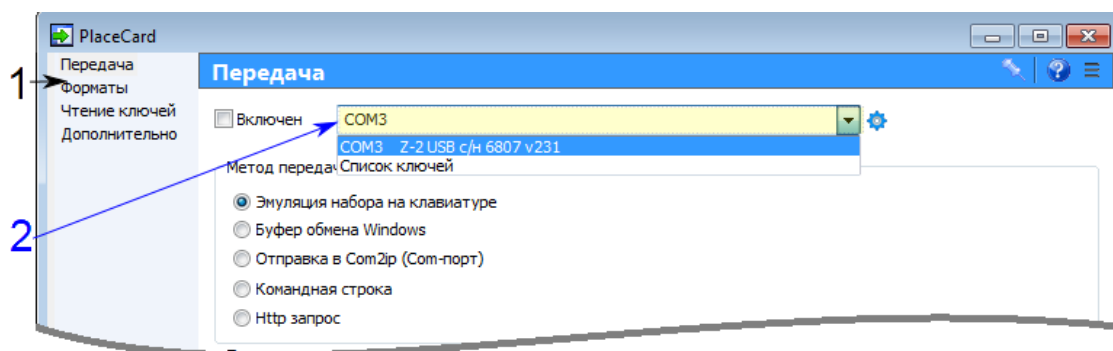 PlaceCard
1
Передача
Форматы
Чтение ключей
Дополнительно
Передача
Включен
COM3
COM3 Z-2 USB с/н 6807 v231
Список ключей
Метод передач
2
Эмуляция набора на клавиатуре
Буфер обмена Windows
Отправка в Com2ip (Com-порт)
Командная строка
Http запрос